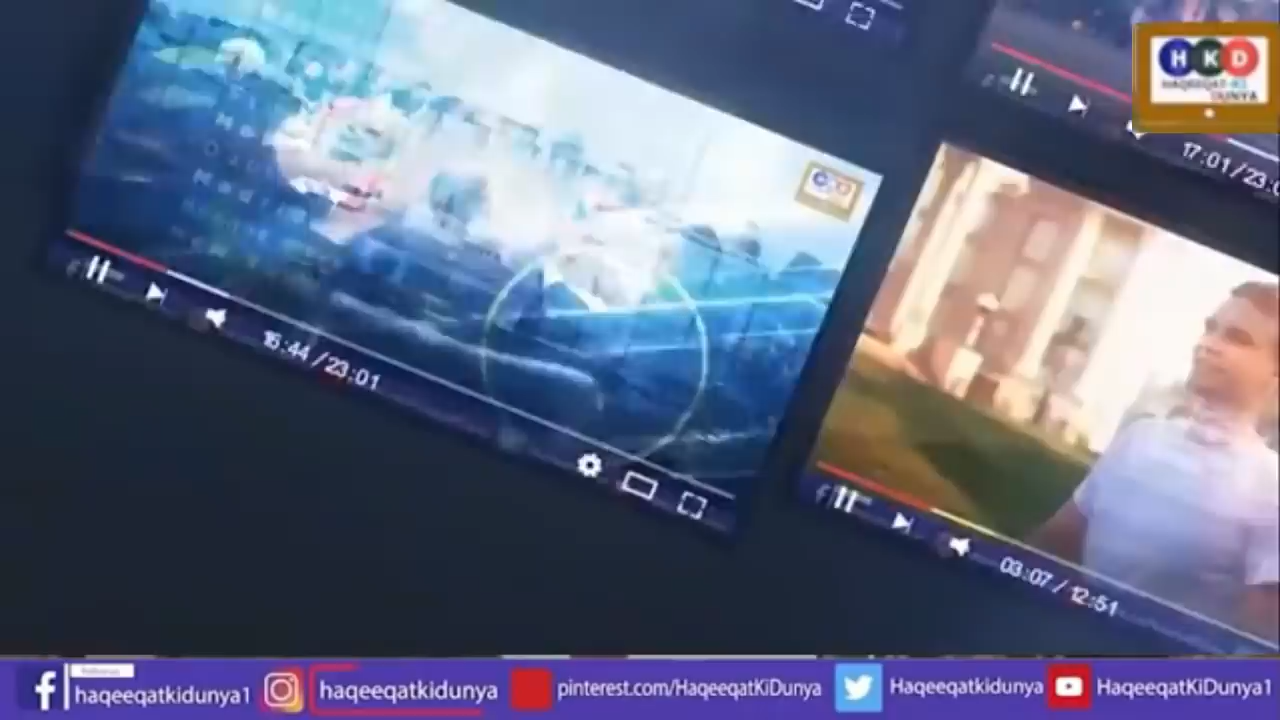 HKD
HAQEEQAT-KI
DUNYA
17:01/23:0
16:44/23:01
03:07/12:51
haqeeqatkidunya1
haqeeqatkidunya
pinterest.com/HaqeeqatKiDunya
Haqeeqatkidunya
HaqeeqatKiDunya1